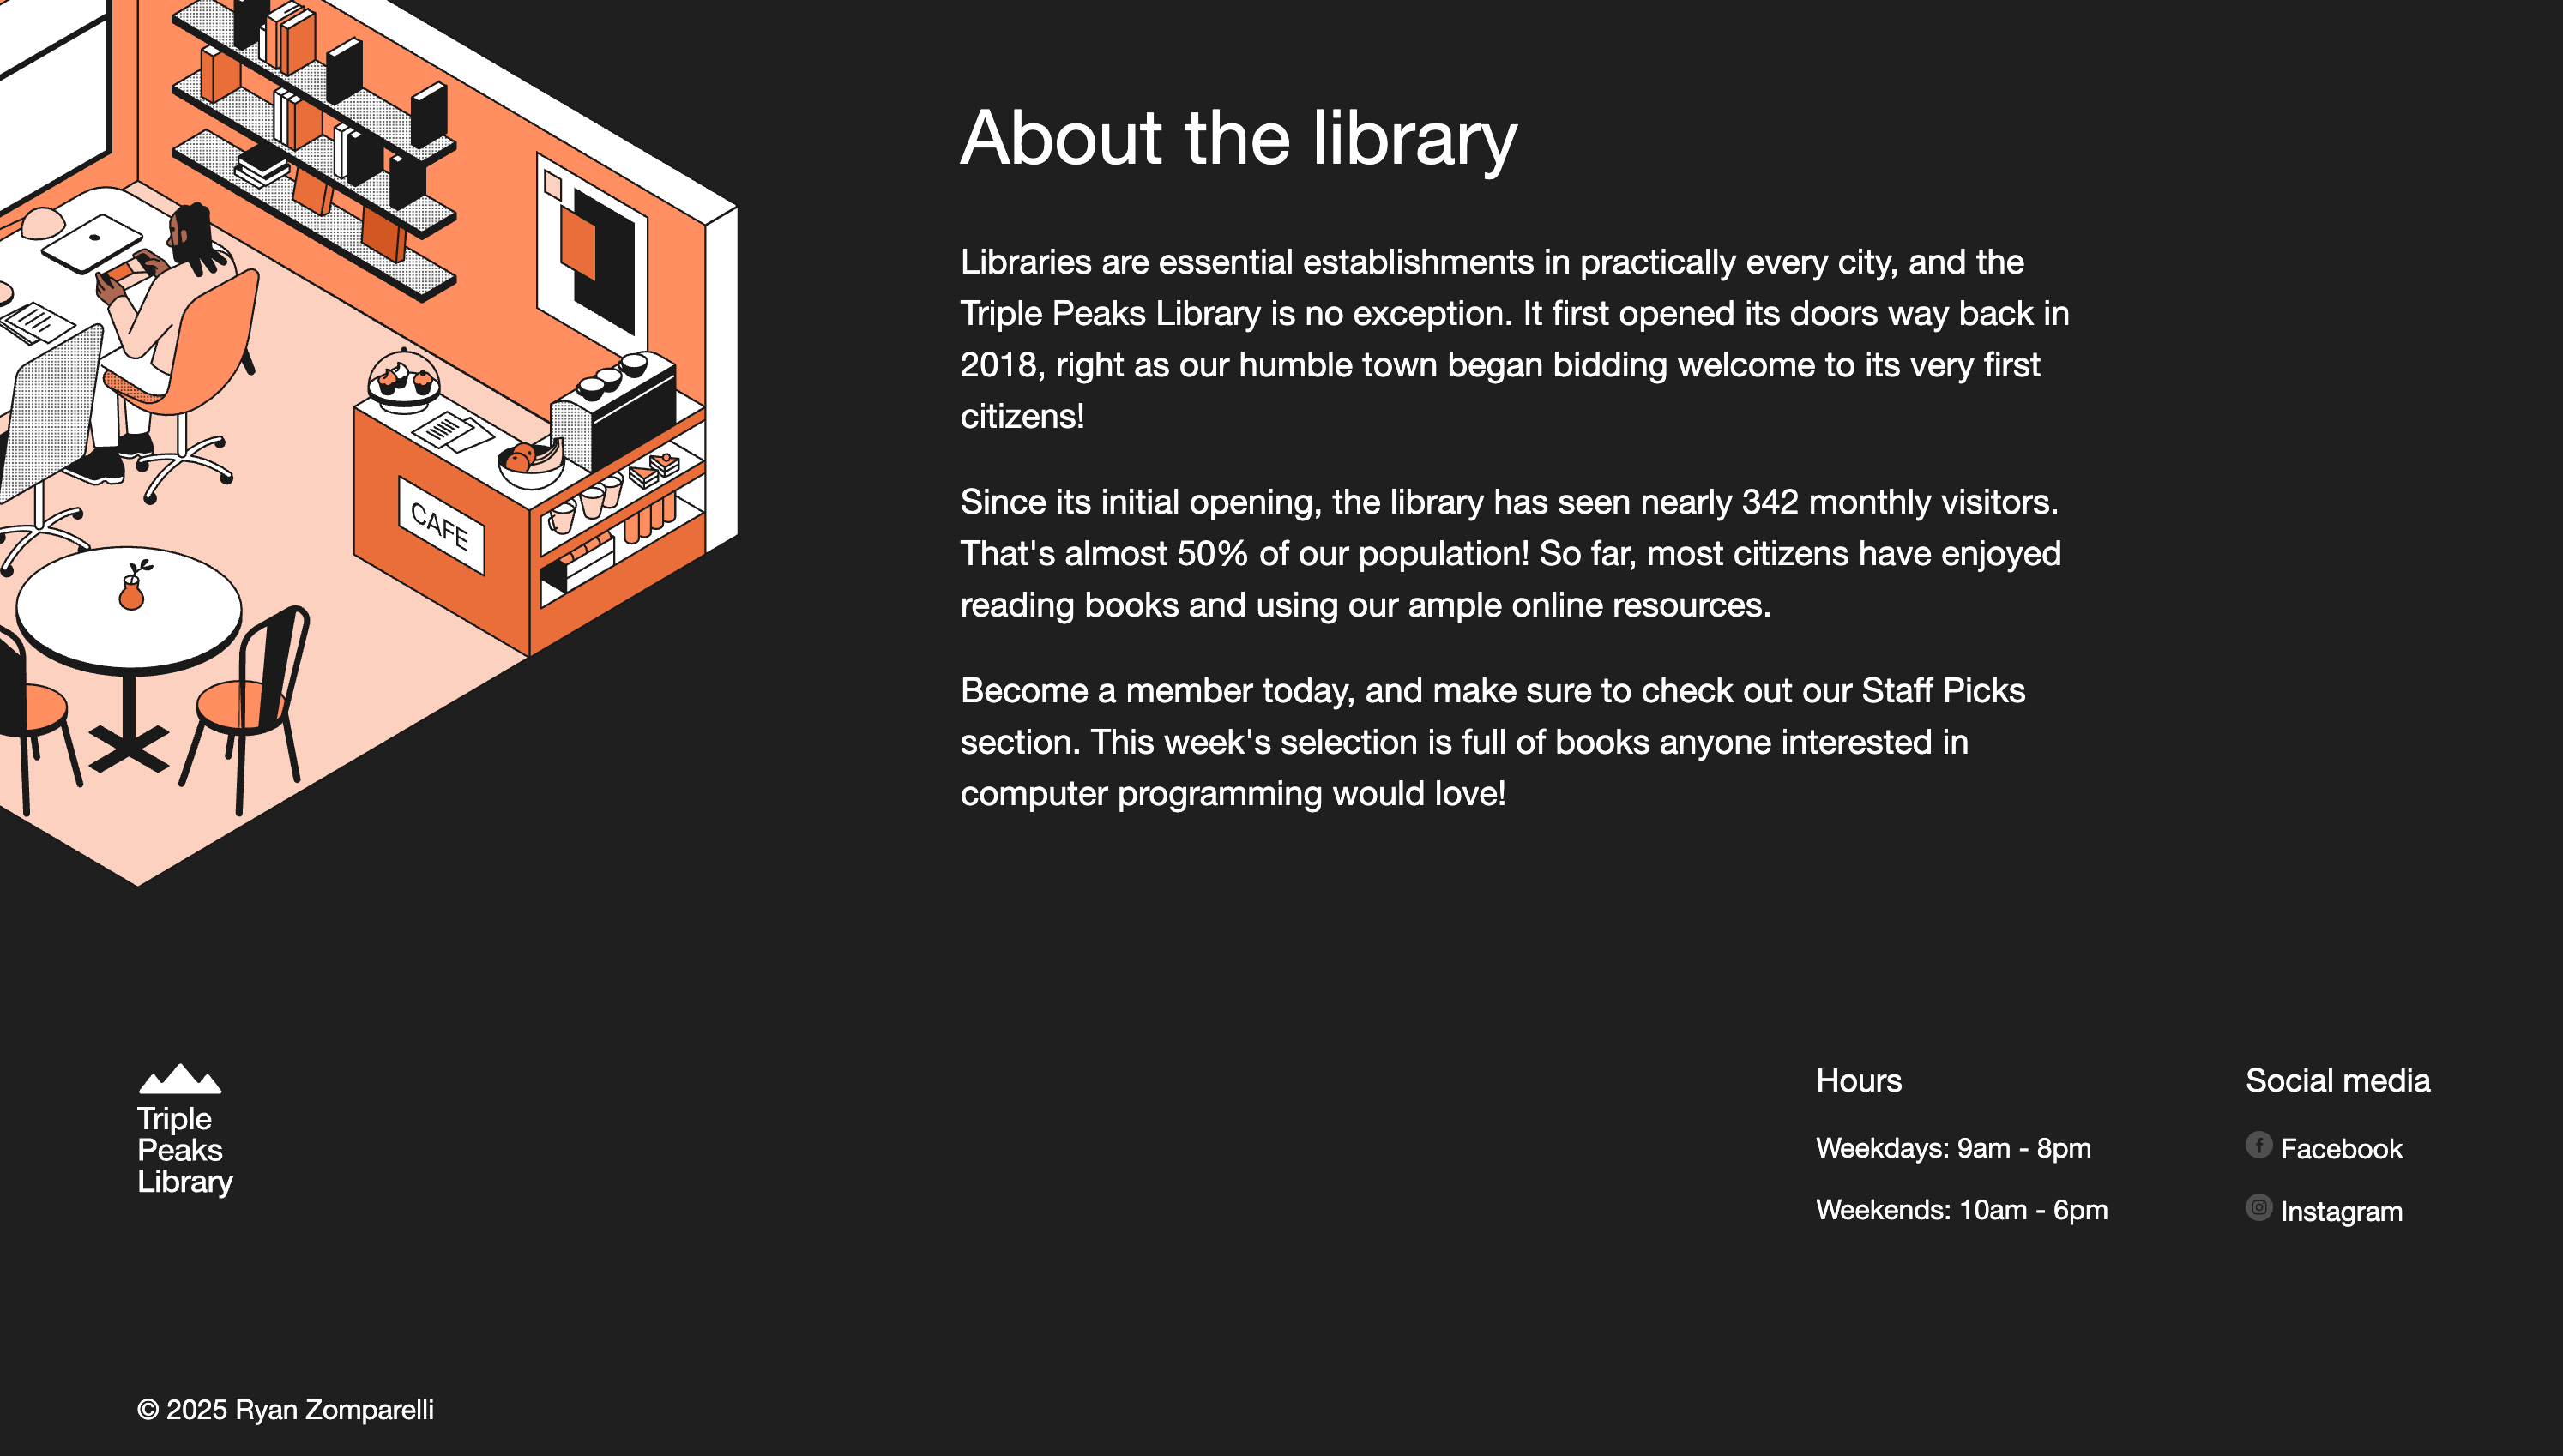 About the library
Libraries are essential establishments in practically every city, and the
Triple Peaks Library is no exception. It first opened its doors way back in
2018, right as our humble town began bidding welcome to its very first
citizens!
Since its initial opening, the library has seen nearly 342 monthly visitors.
That's almost 50% of our population! So far, most citizens have enjoyed
reading books and using our ample online resources.
Become a member today, and make sure to check out our Staff Picks
section. This week's selection is full of books anyone interested in
computer programming would love!
CAFE
Triple
Peaks
Library
Hours
Weekdays: 9am - 8pm
Weekends: 10am - 6pm
Social media
Facebook
Instagram
© 2025 Ryan Zomparelli